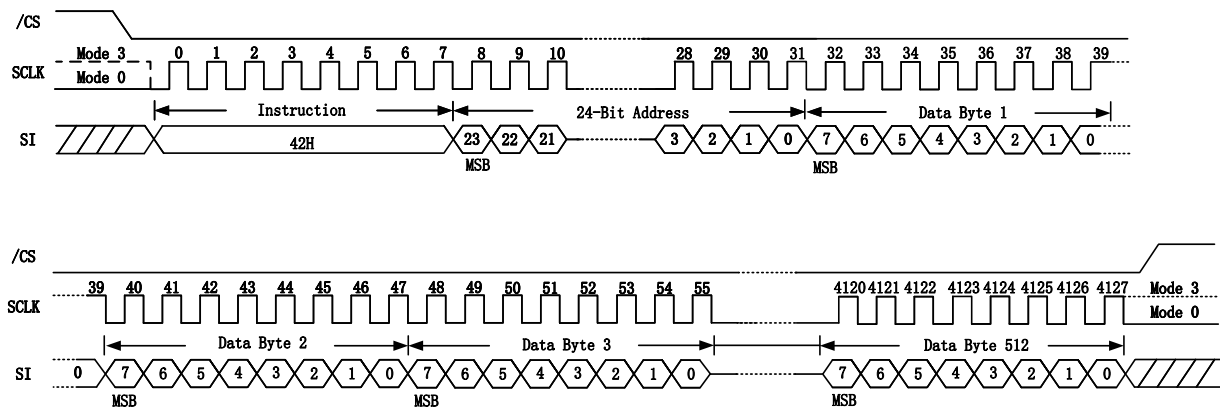 /CS
Mode 3 0 1 2 3 4 5 6 7 8 9 10 28 29 30 31 32 33 34 35 36 37 38 39
SCLK
Mode 0
Instruction 24-Bit Address Data Byte 1
SI 42H 23 22 21 3 2 1 0 7 6 5 4 3 2 1 0
MSB MSB
/CS
39 40 41 42 43 44 45 46 47 48 49 50 51 52 53 54 55 4120 4121 4122 4123 4124 4125 4126 4127 Mode 3
SCLK
Mode 0
Data Byte 2 Data Byte 3 Data Byte 512
SI 0 7 6 5 4 3 2 1 0 7 6 5 4 3 2 1 0 7 6 5 4 3 2 1 0
MSB MSB MSB